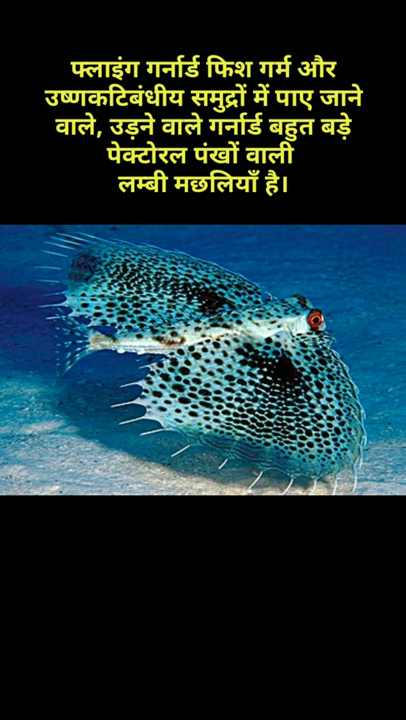 फ्लाइंग गर्नार्ड फिश गर्म और
उष्णकटिबंधीय समुद्रों में पाए जाने
वाले, उड़ने वाले गर्नार्ड बहुत बड़े
पेक्टोरल पंखों वाली
लम्बी मछलियाँ है।